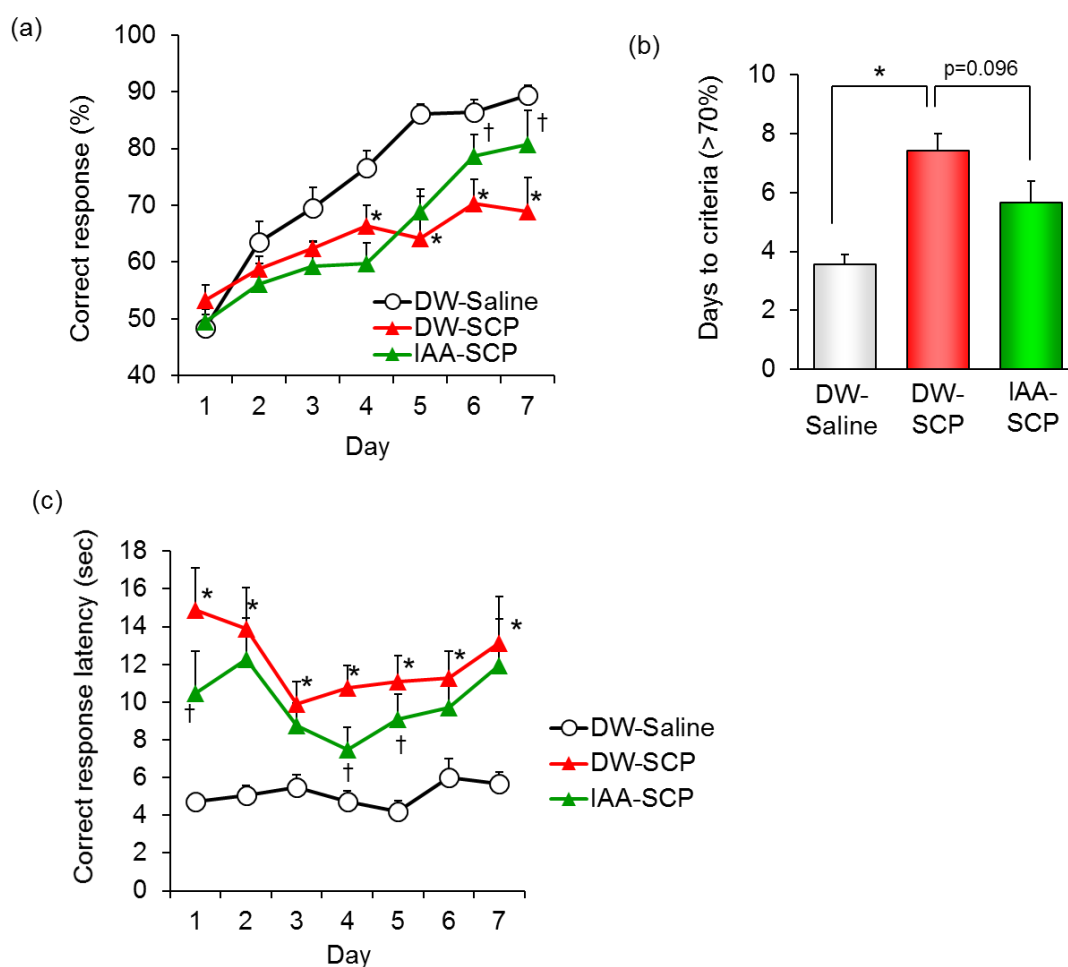 (a)
100
90
80
70
60
50
40
Correct response (%)
†
†
*
*
*
*
DW-Saline
DW-SCP
IAA-SCP
1 2 3 4 5 6 7
Day
(b)
10
8
6
4
2
0
Days to criteria (>70%)
*
p=0.096
DW-
Saline
DW-
SCP
IAA-
SCP
(c)
18
16
14
12
10
8
6
4
2
0
Correct response latency (sec)
*
*
*
*
*
*
*
†
†
†
DW-Saline
DW-SCP
IAA-SCP
1 2 3 4 5 6 7
Day